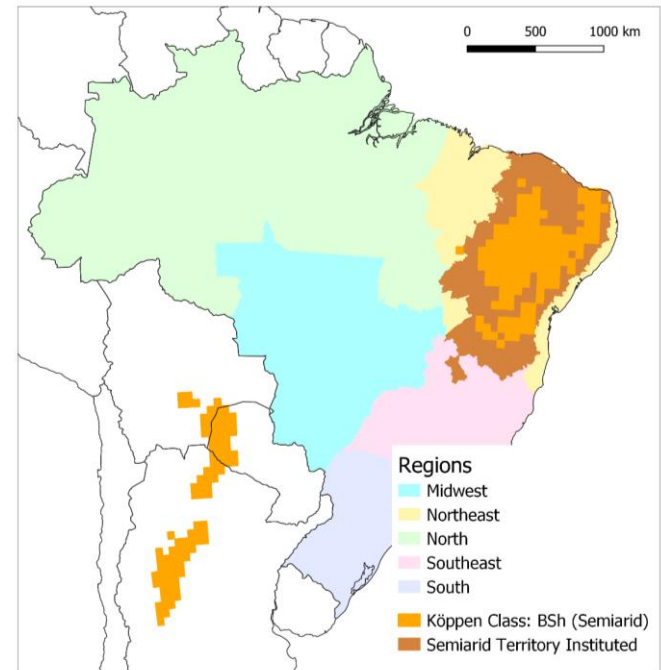 0 500 1000 km
Regions
Midwest
Northeast
North
Southeast
South
Köppen Class: BSh (Semiarid)
Semiarid Territory Instituted